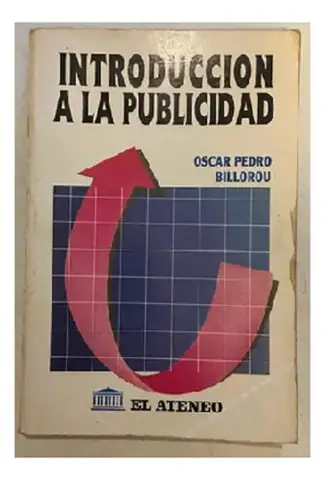 INTRODUCCION
A LA PUBLICIDAD
OSCAR PEDRO
BILLOROU
EL ATENEO